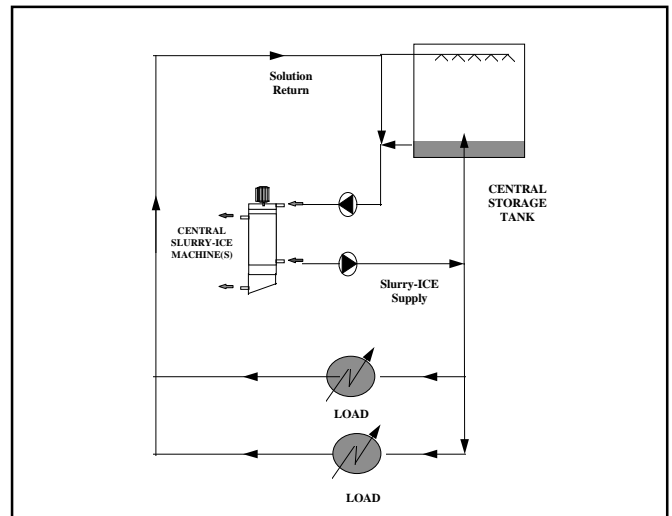 Solution
Return
CENTRAL
STORAGE
TANK
CENTRAL
SLURRY-ICE
MACHINE(S)
Slurry-ICE
Supply
LOAD
LOAD